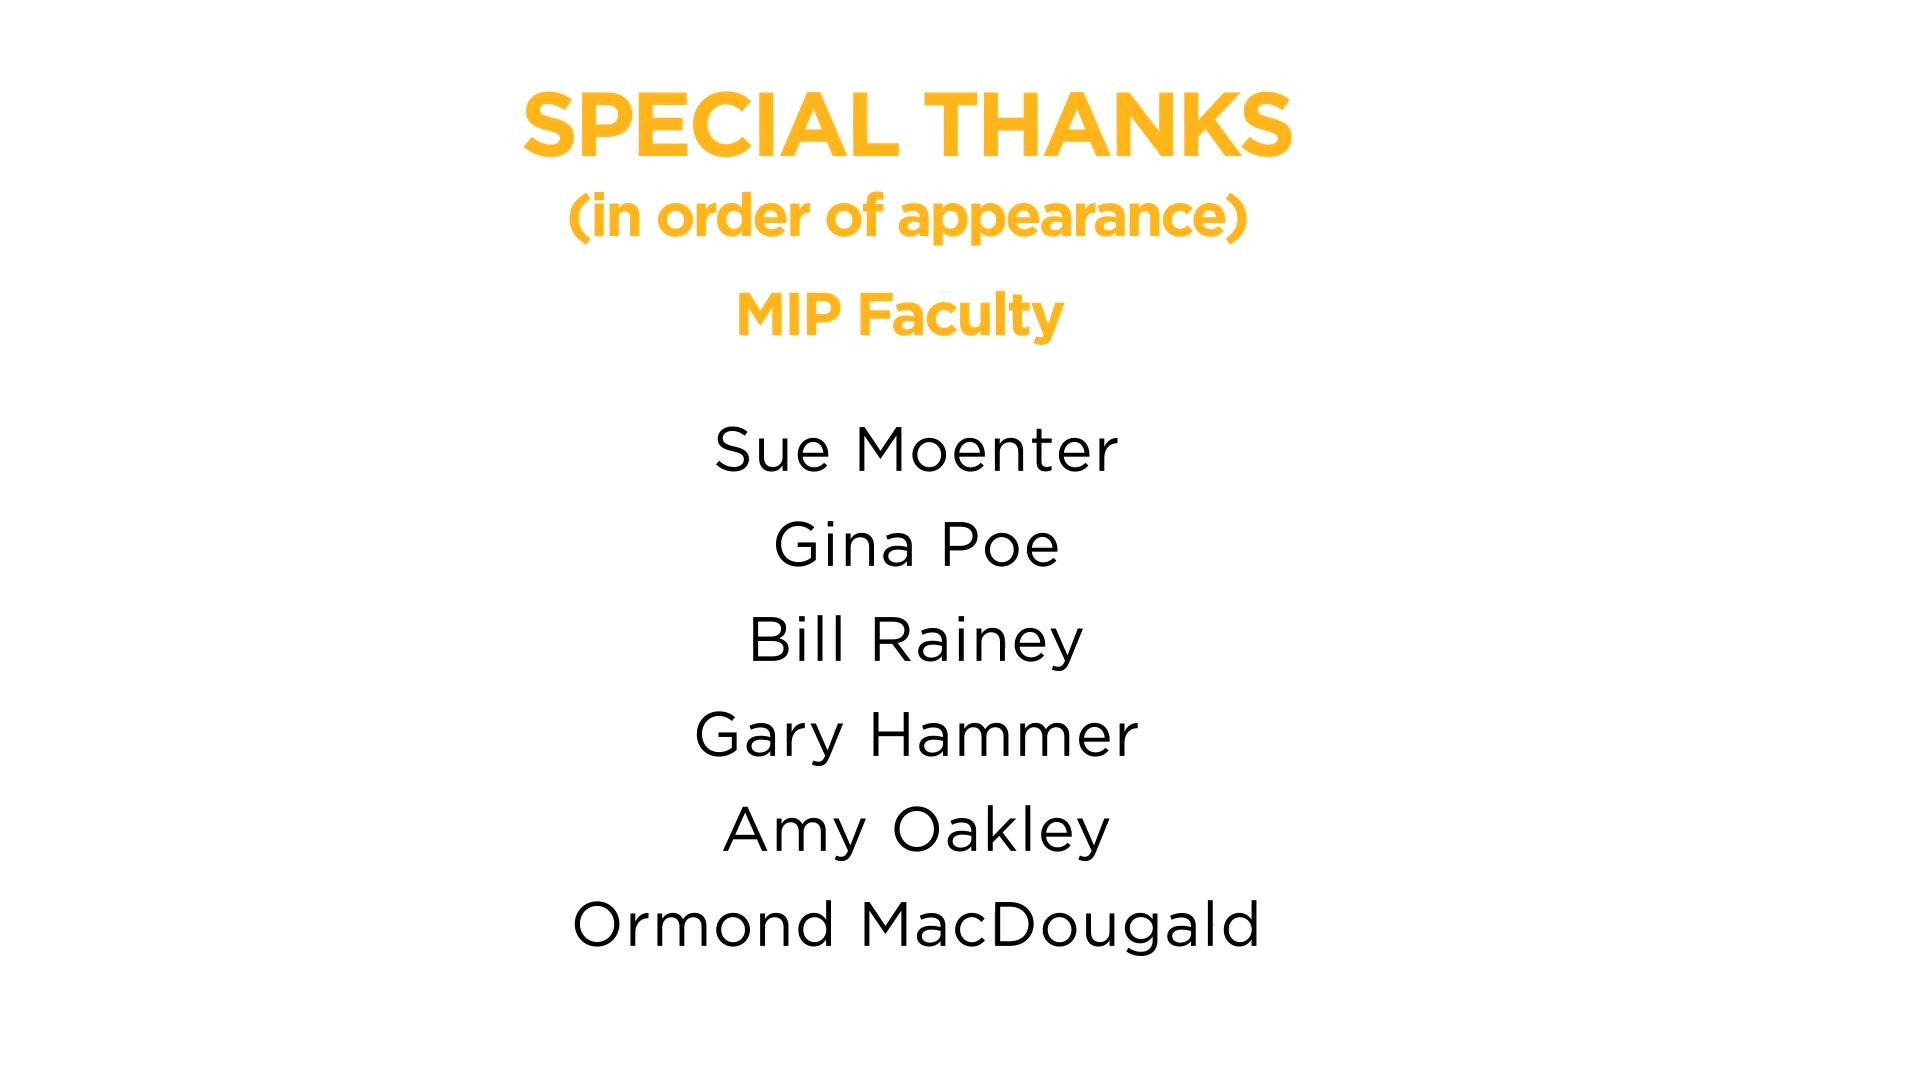 SPECIAL THANKS
(in order of appearance)
MIP Faculty
Sue Moenter
Gina Poe
Bill Rainey
Gary Hammer
Amy Oakley
Ormond MacDougald